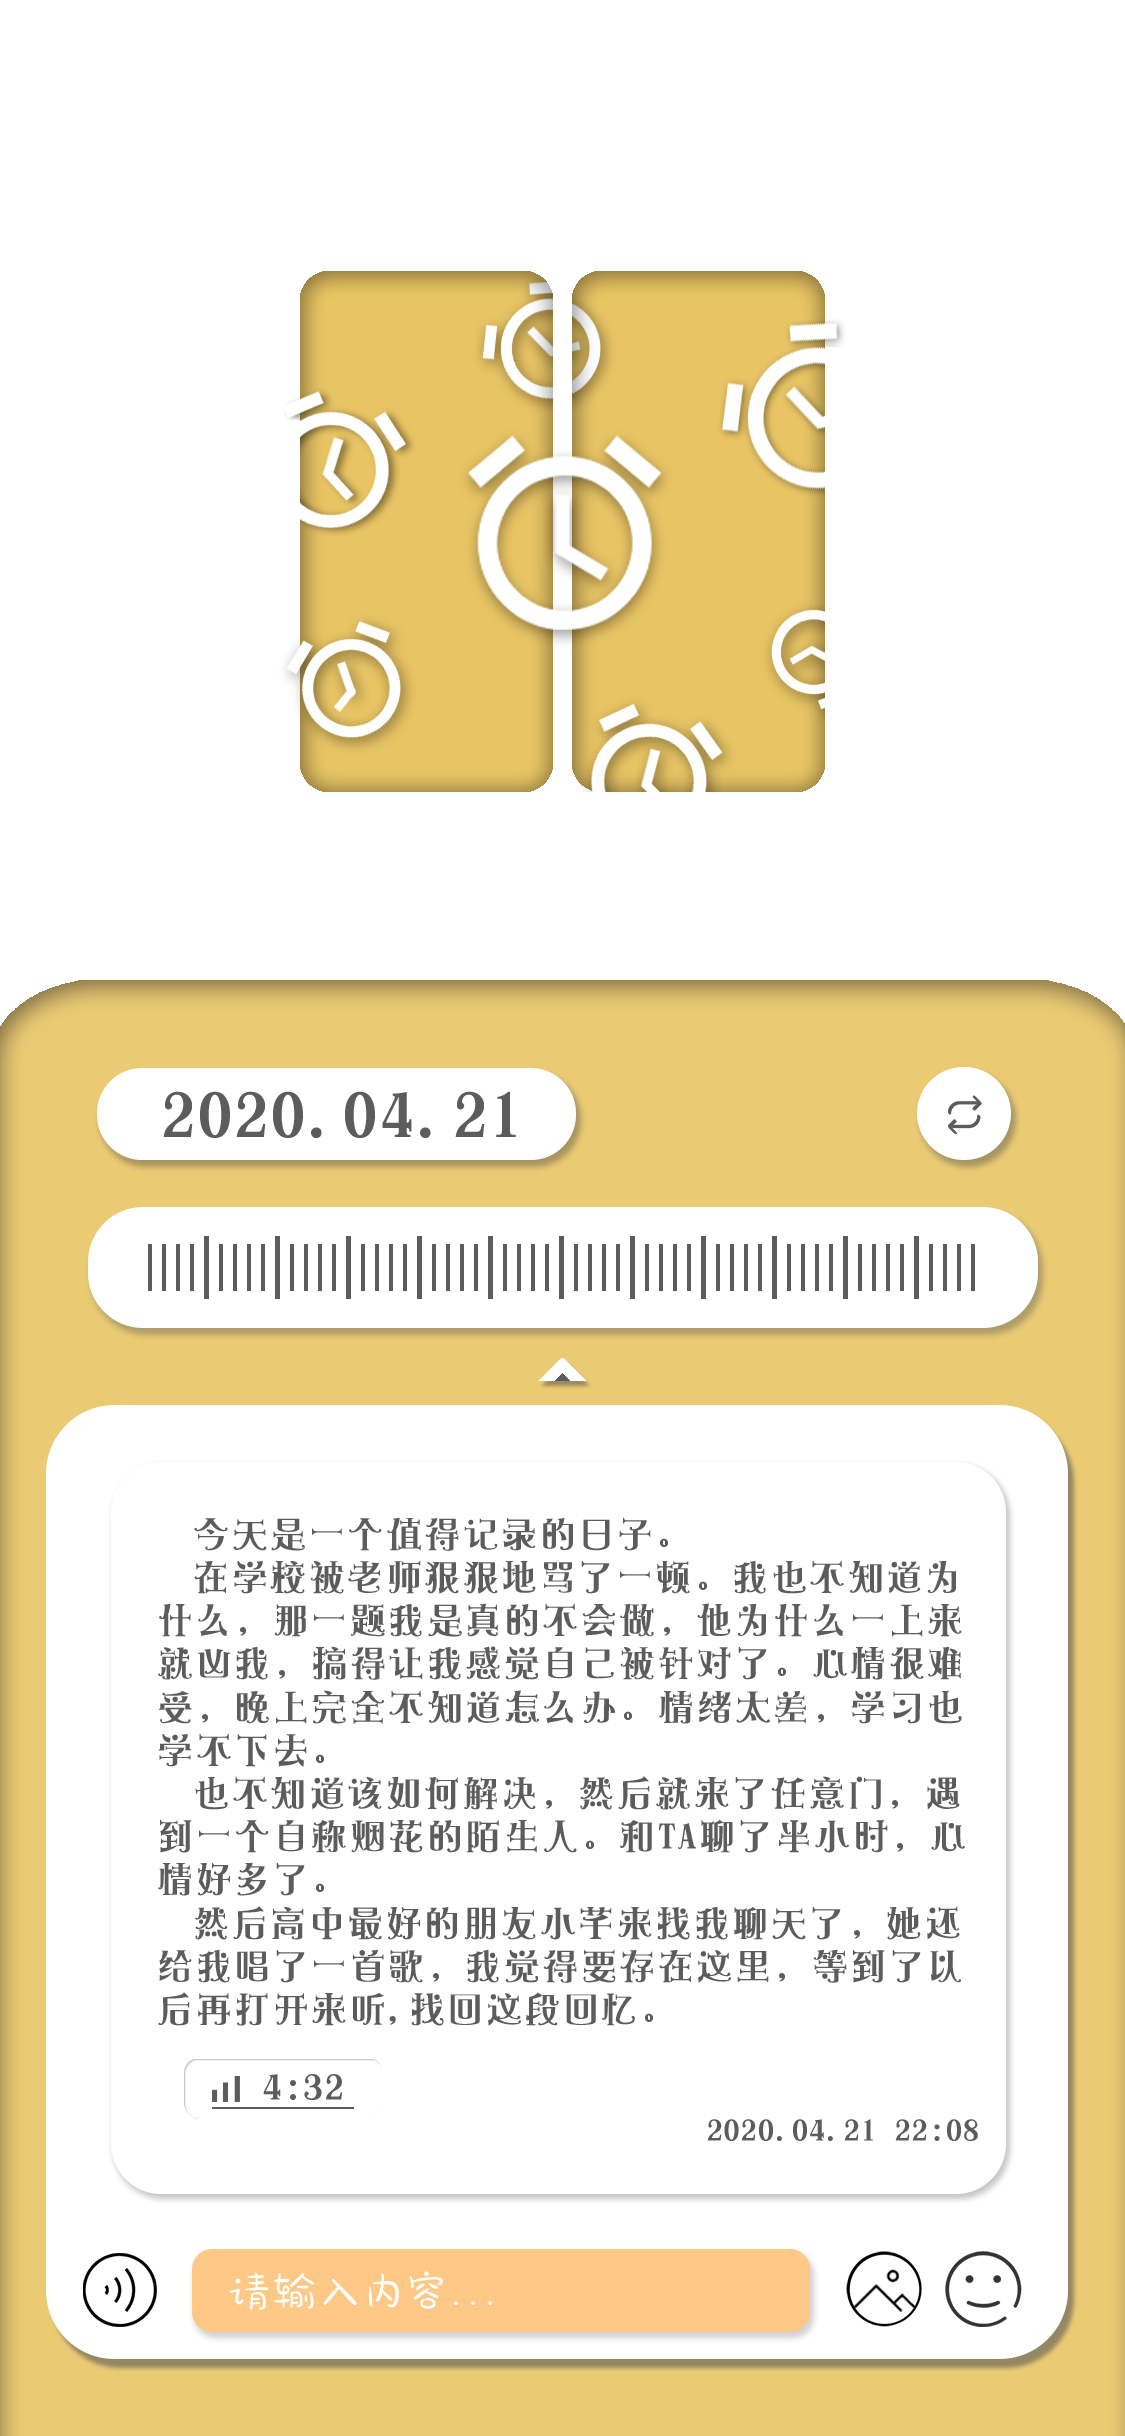 2020.04.21
今天是一个值得记录的日子。
在学校被老师狠狠地骂了一顿。我也不知道为
什么，那一题我是真的不会做，他为什么一上来
就凶我，搞得让我感觉自己被针对了。心情很难
受，晚上完全不知道怎么办。情绪太差，学习也
学不下去。
也不知道该如何解决，然后就来了任意门，遇
到一个自称烟花的陌生人。和TA聊了半小时，心
情好多了。
然后高中最好的朋友小芊来找我聊天了，她还
给我唱了一首歌，我觉得要存在这里，等到了以
后再打开来听,找回这段回忆。
4:32
2020.04.21 22:08
请输入内容...